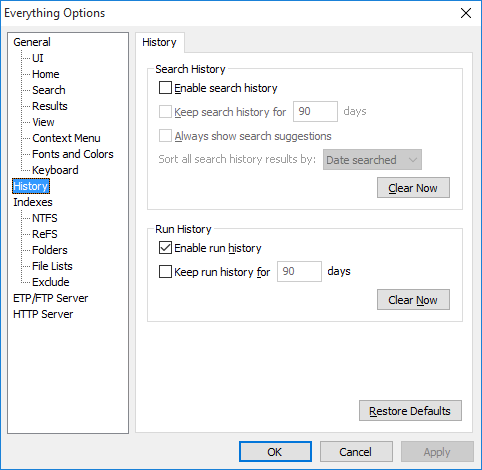 Everything Options
General
UI
Home
Search
Results
View
Context Menu
Fonts and Colors
Keyboard
History
Indexes
NTFS
ReFS
Folders
File Lists
Exclude
ETP/FTP Server
HTTP Server
History
Search History
Enable search history
Keep search history for 90 days
Always show search suggestions
Sort all search history results by: Date searched
Clear Now
Run History
Enable run history
Keep run history for 90 days
Clear Now
Restore Defaults
OK Cancel Apply